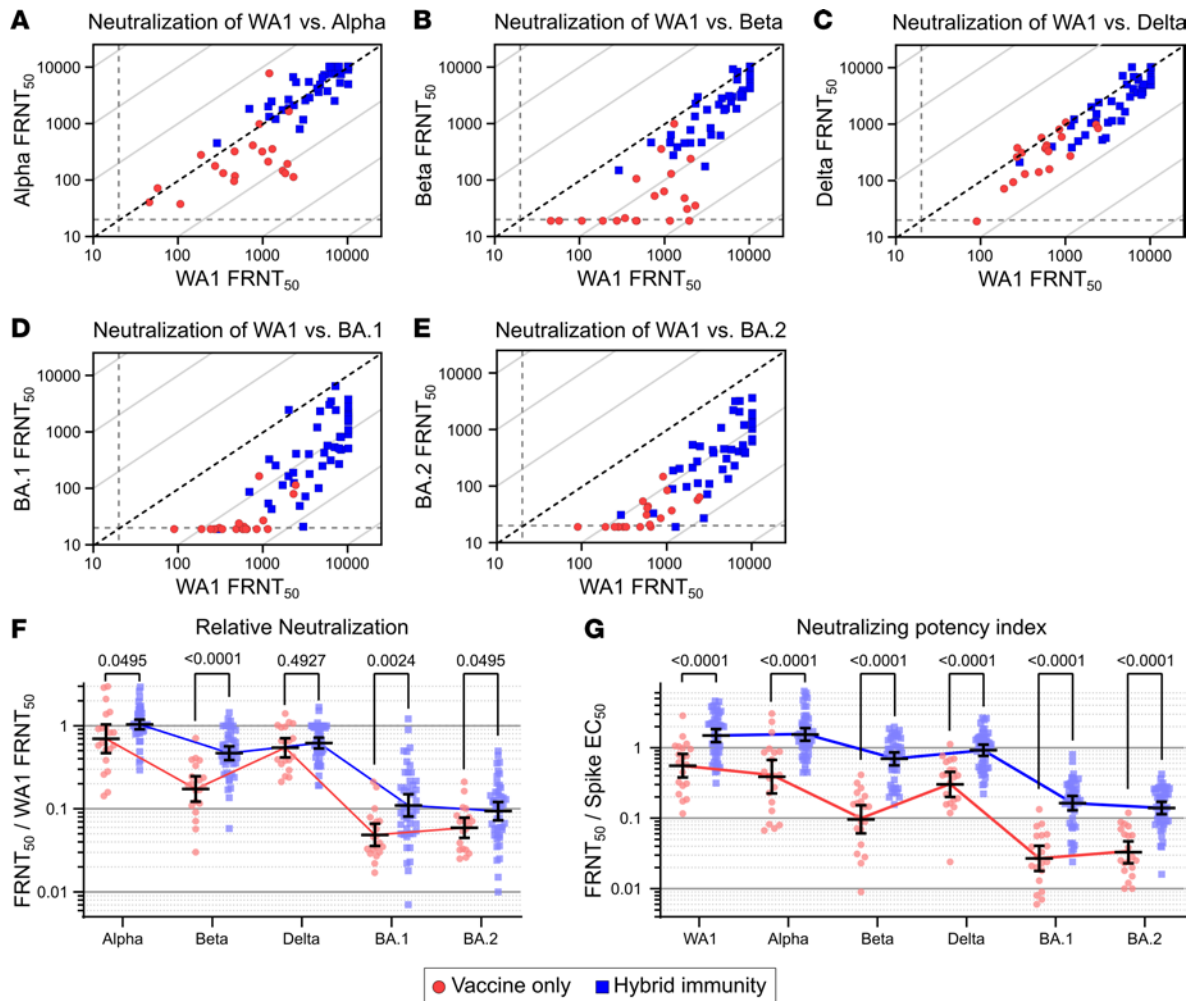 A Neutralization of WA1 vs. Alpha
Alpha FRNT50
10000
1000
100
10
10 100 1000 10000
WA1 FRNT50
B Neutralization of WA1 vs. Beta
Beta FRNT50
10000
1000
100
10
10 100 1000 10000
WA1 FRNT50
C Neutralization of WA1 vs. Delta
Delta FRNT50
10000
1000
100
10
10 100 1000 10000
WA1 FRNT50
D Neutralization of WA1 vs. BA.1
BA.1 FRNT50
10000
1000
100
10
10 100 1000 10000
WA1 FRNT50
E Neutralization of WA1 vs. BA.2
BA.2 FRNT50
10000
1000
100
10
10 100 1000 10000
WA1 FRNT50
F Relative Neutralization
0.0495 <0.0001 0.4927 0.0024 0.0495
FRNT50 / WA1 FRNT50
1
0.1
0.01
Alpha Beta Delta BA.1 BA.2
G Neutralizing potency index
<0.0001 <0.0001 <0.0001 <0.0001 <0.0001 <0.0001
FRNT50 / Spike EC50
1
0.1
0.01
WA1 Alpha Beta Delta BA.1 BA.2
Vaccine only Hybrid immunity